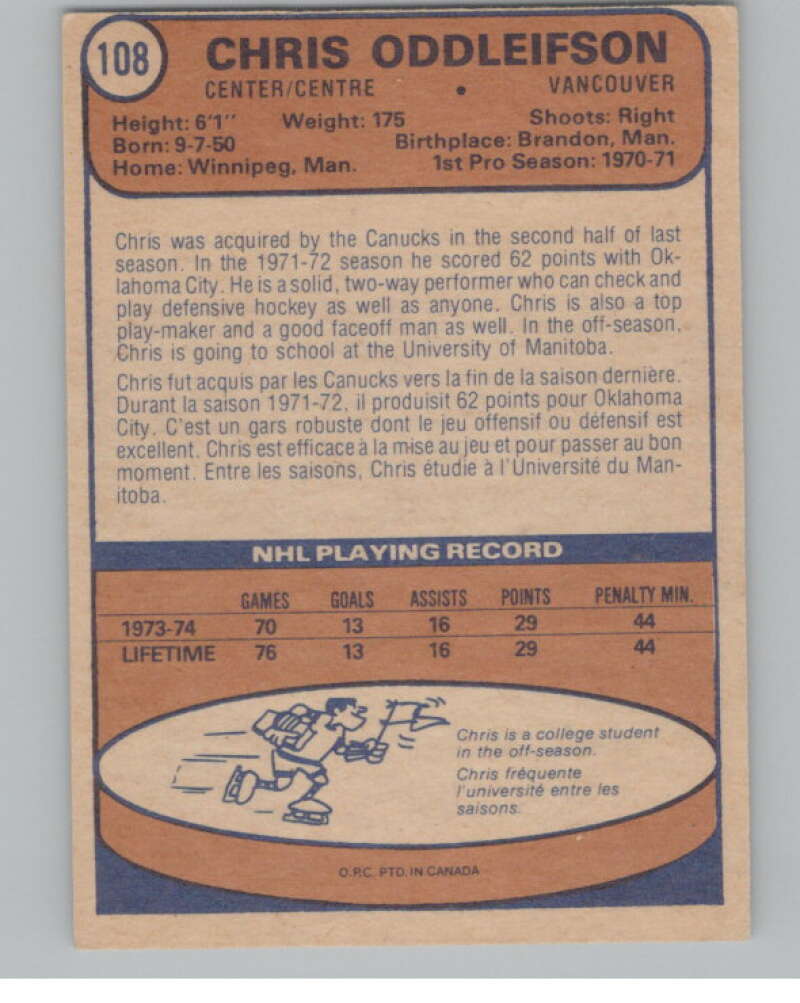 108
CHRIS ODDLEIFSON
CENTER/CENTRE • VANCOUVER
Height: 6'1'' Weight: 175 Shoots: Right
Born: 9-7-50 Birthplace: Brandon, Man.
Home: Winnipeg, Man. 1st Pro Season: 1970-71
Chris was acquired by the Canucks in the second half of last
season. In the 1971-72 season he scored 62 points with Ok-
lahoma City. He is a solid, two-way performer who can check and
play defensive hockey as well as anyone. Chris is also a top
play-maker and a good faceoff man as well. In the off-season,
Chris is going to school at the University of Manitoba.
Chris fut acquis par les Canucks vers la fin de la saison dernière.
Durant la saison 1971-72, il produisit 62 points pour Oklahoma
City. C'est un gars robuste dont le jeu offensif ou défensif est
excellent. Chris est efficace à la mise au jeu et pour passer au bon
moment. Entre les saisons, Chris étudie à l'Université du Man-
itoba.
NHL PLAYING RECORD
GAMES GOALS ASSISTS POINTS PENALTY MIN.
1973-74 70 13 16 29 44
LIFETIME 76 13 16 29 44
Chris is a college student
in the off-season.
Chris fréquente
l'université entre les
saisons.
O.P.C. PTD. IN CANADA